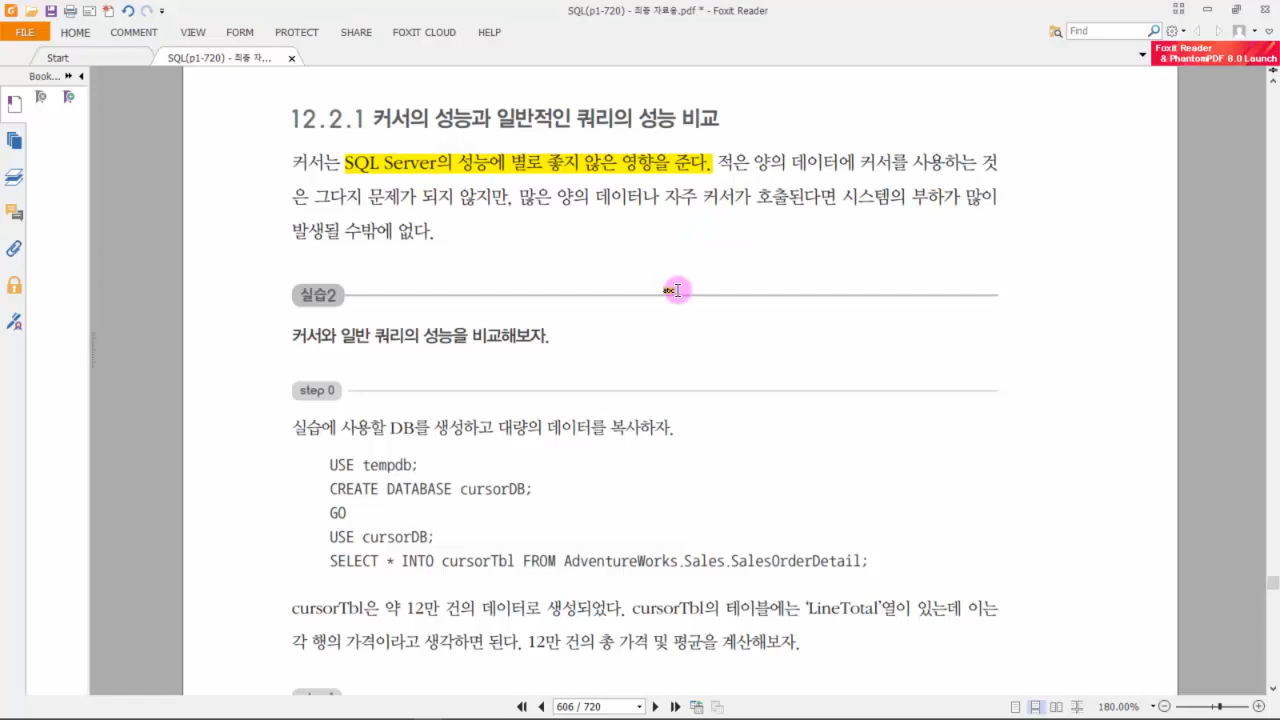 SQL(p1-720) - 최종 자료용.pdf * - Foxit Reader
FILE HOME COMMENT VIEW FORM PROTECT SHARE FOXIT CLOUD HELP
Find
Start SQL(p1-720) - 최종 자...
Foxit Reader
& PhantomPDF 8.0 Launch
Book...
12.2.1 커서의 성능과 일반적인 쿼리의 성능 비교
커서는 SQL Server의 성능에 별로 좋지 않은 영향을 준다. 적은 양의 데이터에 커서를 사용하는 것
은 그다지 문제가 되지 않지만, 많은 양의 데이터나 자주 커서가 호출된다면 시스템의 부하가 많이
발생될 수밖에 없다.
실습2
커서와 일반 쿼리의 성능을 비교해보자.
step 0
실습에 사용할 DB를 생성하고 대량의 데이터를 복사하자.
USE tempdb;
CREATE DATABASE cursorDB;
GO
USE cursorDB;
SELECT * INTO cursorTbl FROM AdventureWorks.Sales.SalesOrderDetail;
cursorTbl은 약 12만 건의 데이터로 생성되었다. cursorTbl의 테이블에는 ‘LineTotal’열이 있는데 이는
각 행의 가격이라고 생각하면 된다. 12만 건의 총 가격 및 평균을 계산해보자.
606 / 720
180.00%